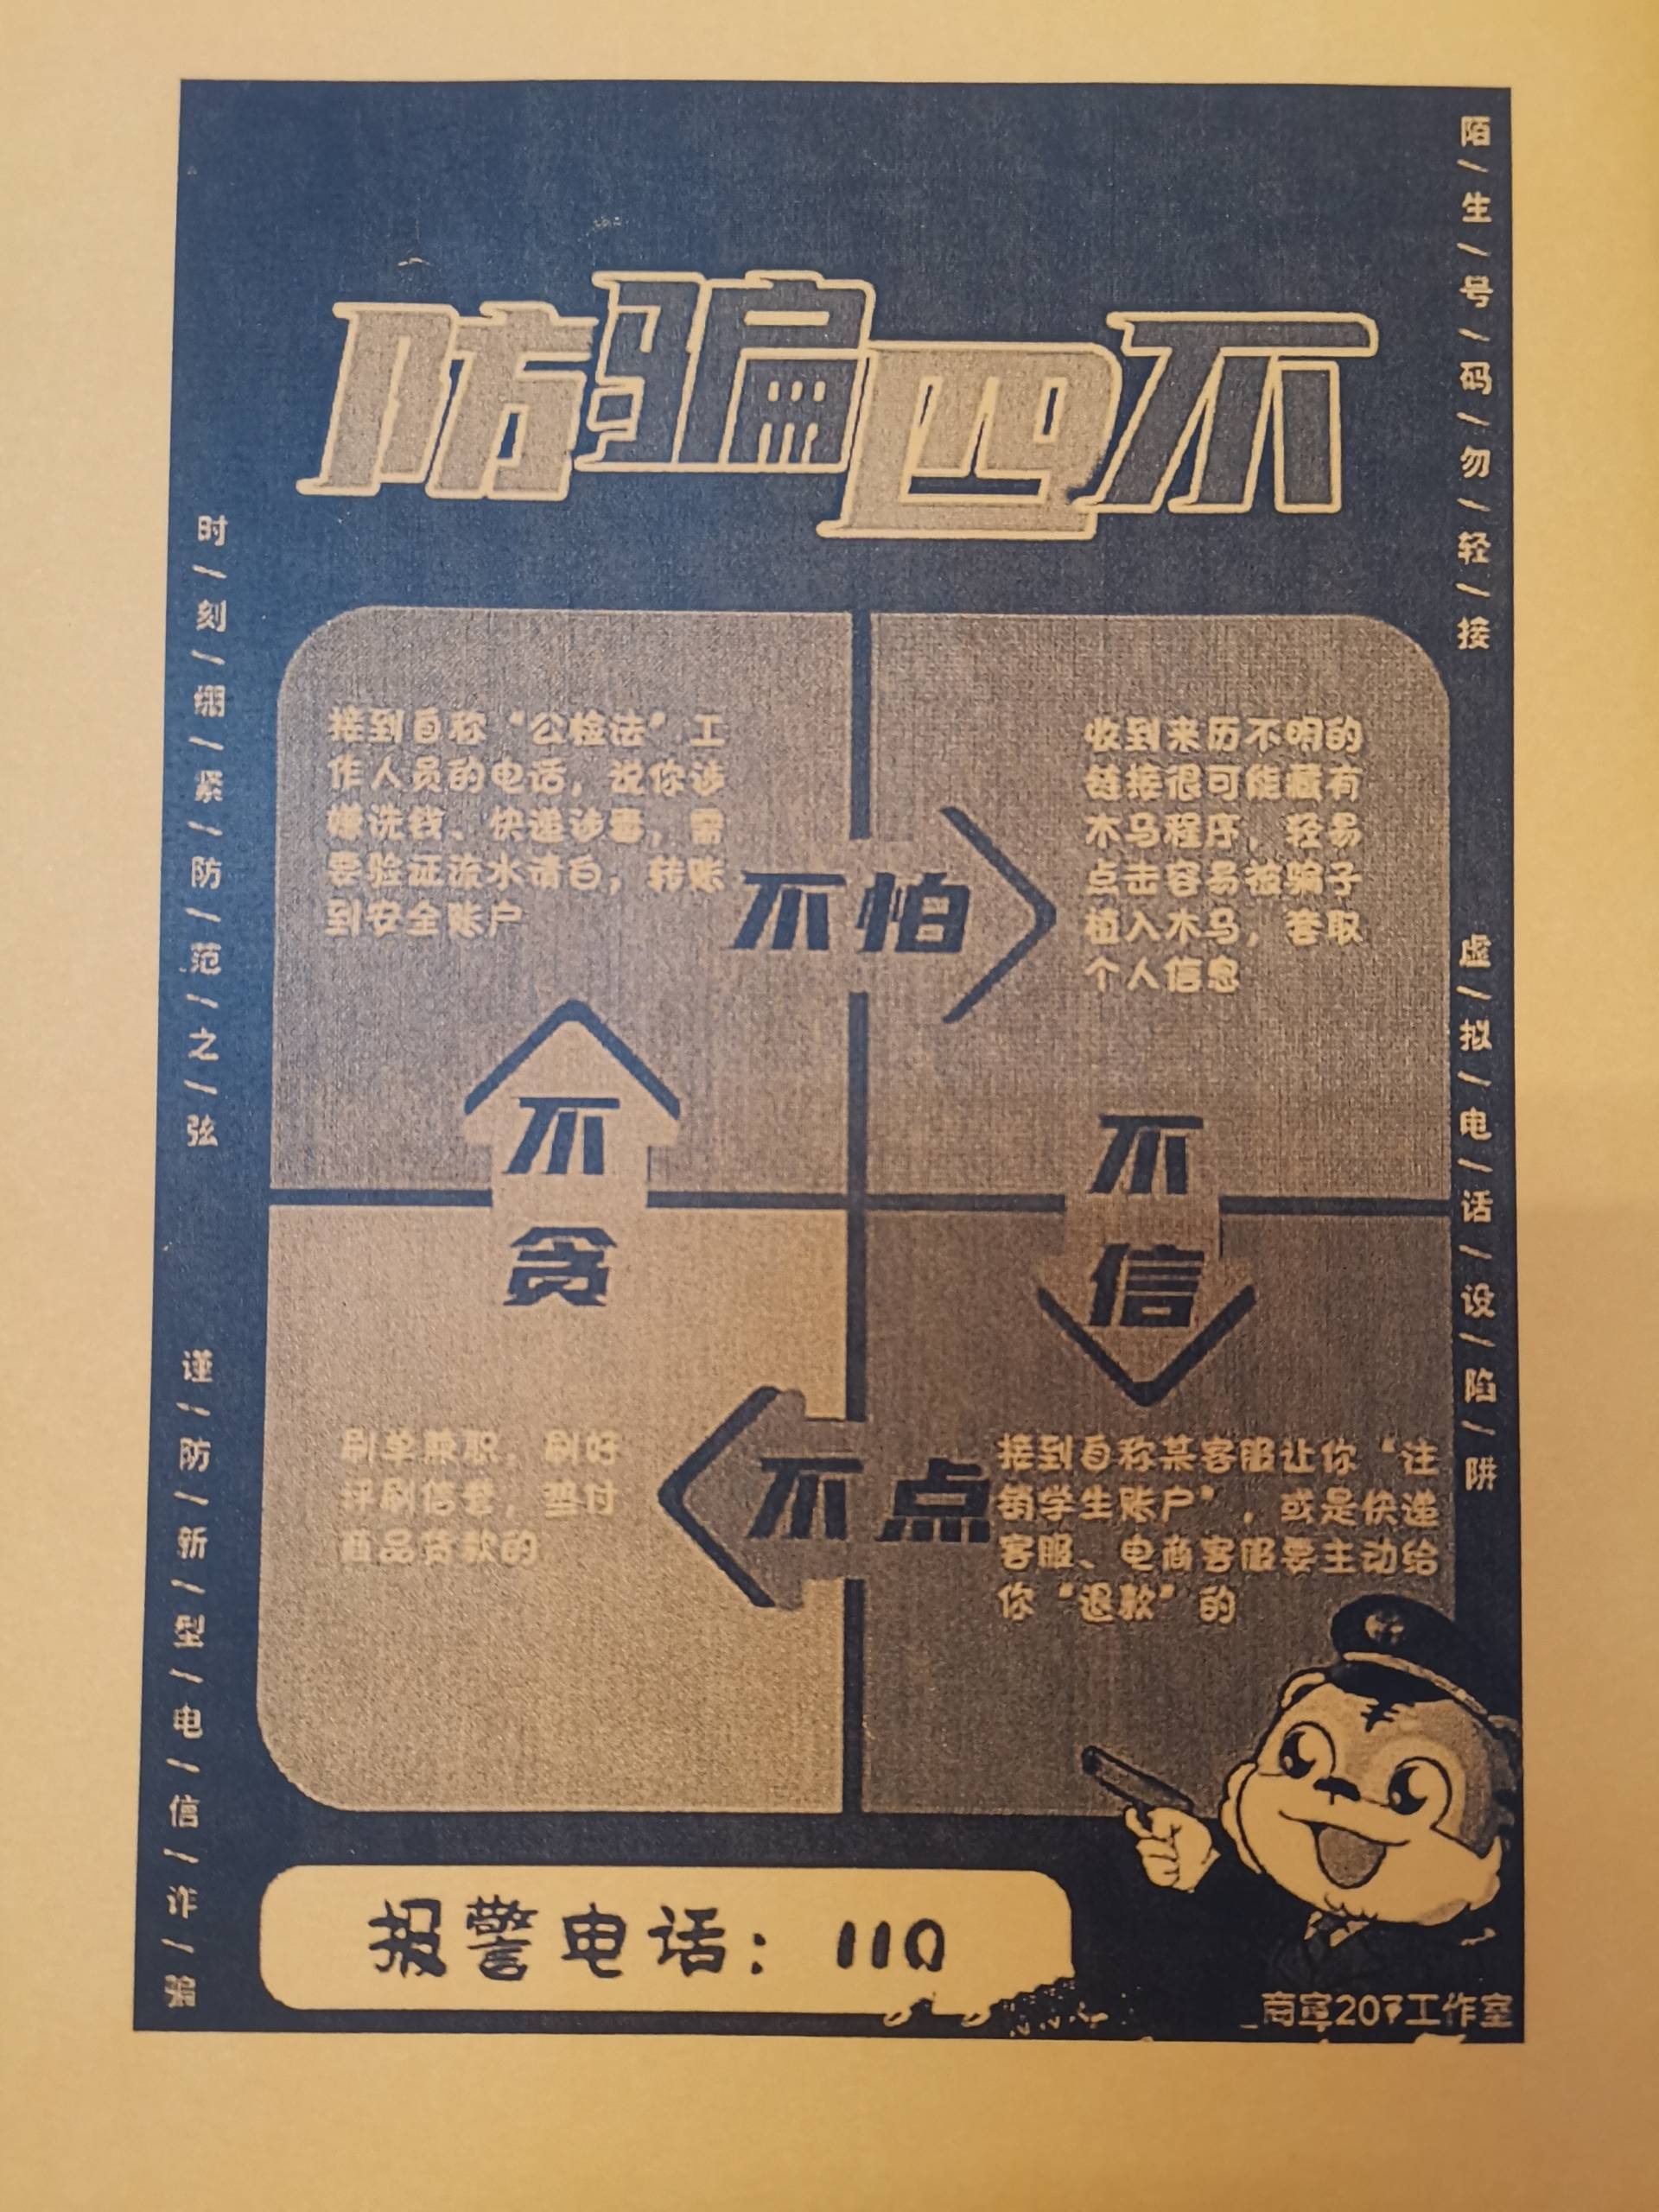 防骗四不
陌/生/号/码/勿/轻/接
虚/拟/电/话/设/陷/阱
时/刻/绷/紧/防/范/之/弦
谨/防/新/型/电/信/诈/骗
接到自称“公检法”工
作人员的电话，说你涉
嫌洗钱、快递涉毒，需
要验证流水清白，转账
到安全账户
不怕
收到来历不明的
链接很可能藏有
木马程序，轻易
点击容易被骗子
植入木马，套取
个人信息
不
信
接到自称某客服让你“注
销学生账户”，或是快递
客服、电商客服要主动给
你“退款”的
不点
刷单兼职，刷好
评刷信誉，垫付
商品货款的
不
贪
报警电话：110
207工作室